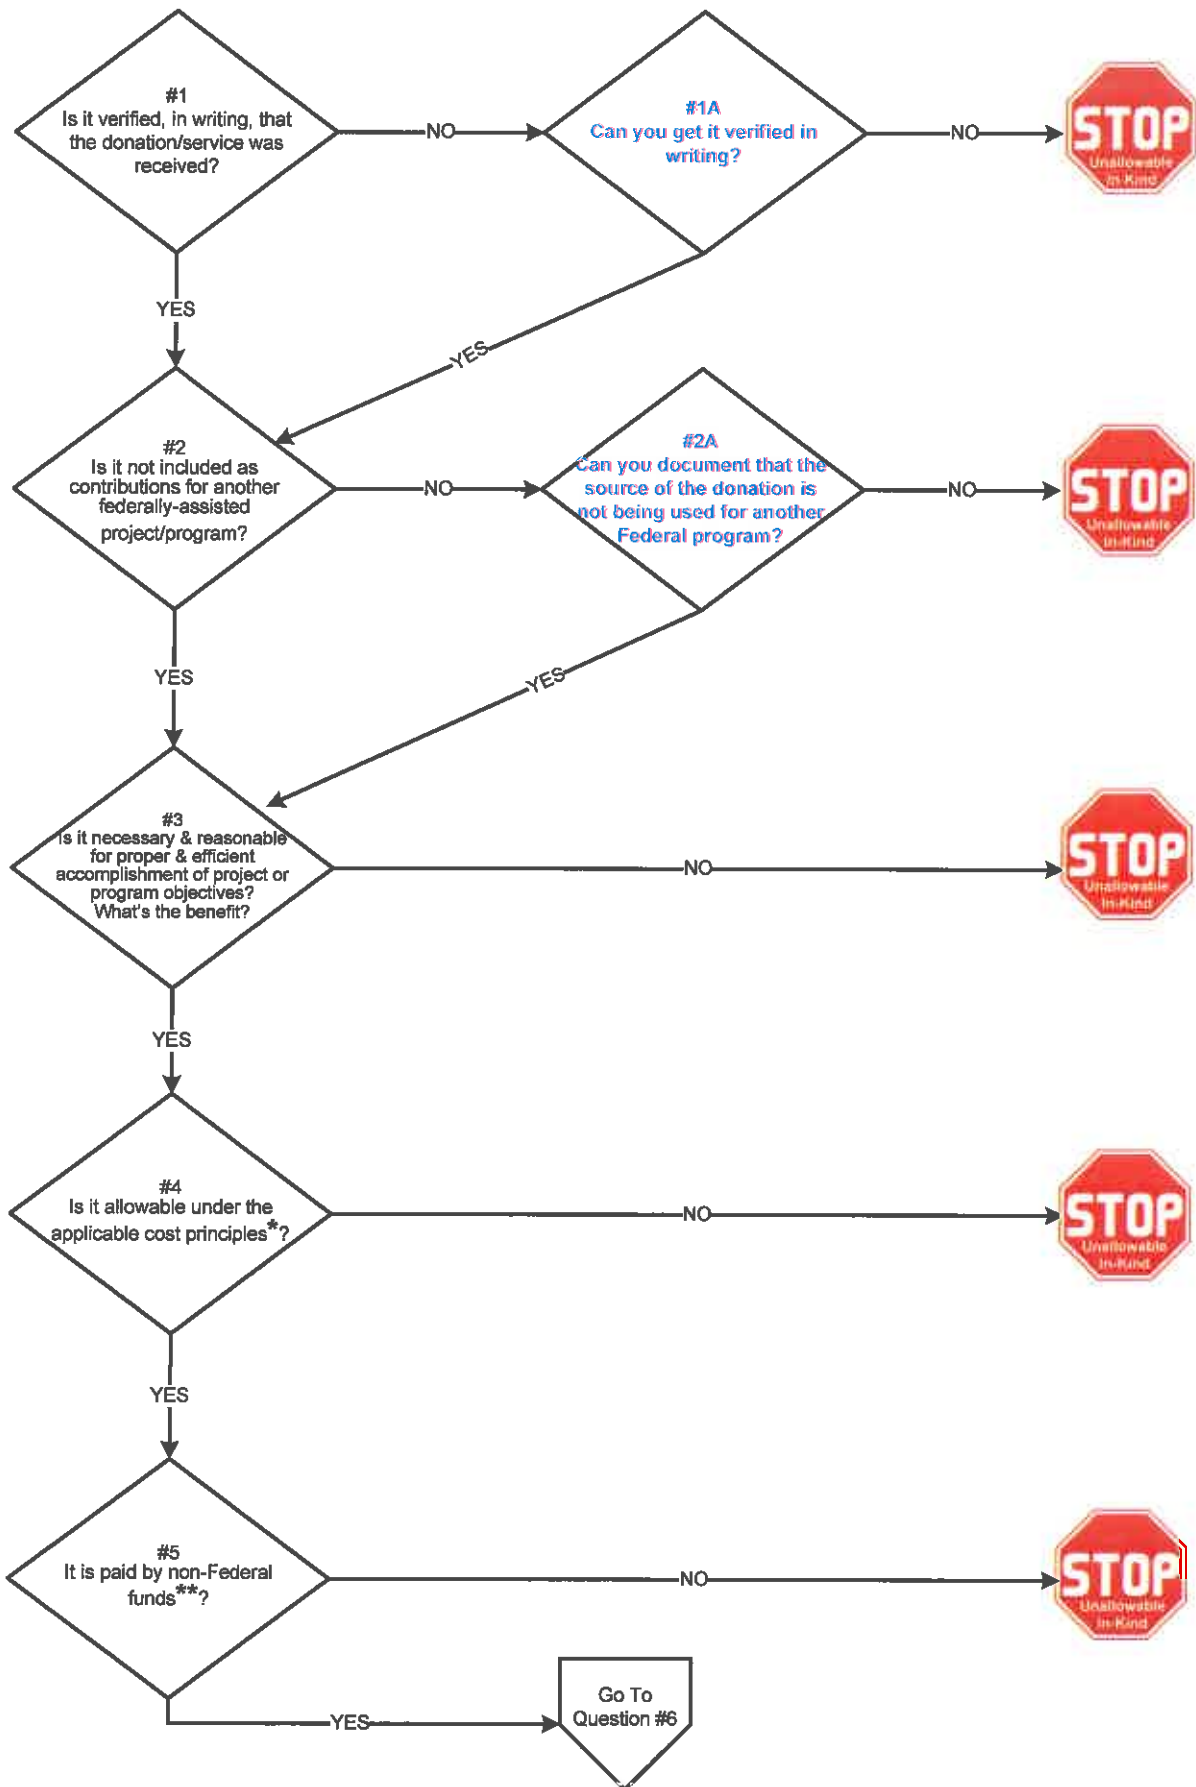 #1
Is it verified, in writing, that
the donation/service was
received?
NO
#1A
Can you get it verified in
writing?
NO
STOP
Unallowable
In-Kind
YES
YES
#2
Is it not included as
contributions for another
federally-assisted
project/program?
NO
#2A
Can you document that the
source of the donation is
not being used for another
Federal program?
NO
STOP
Unallowable
In-Kind
YES
YES
#3
Is it necessary & reasonable
for proper & efficient
accomplishment of project or
program objectives?
What's the benefit?
NO
STOP
Unallowable
In-Kind
YES
#4
Is it allowable under the
applicable cost principles*?
NO
STOP
Unallowable
In-Kind
YES
#5
It is paid by non-Federal
funds**?
NO
STOP
Unallowable
In-Kind
YES
Go To
Question #6